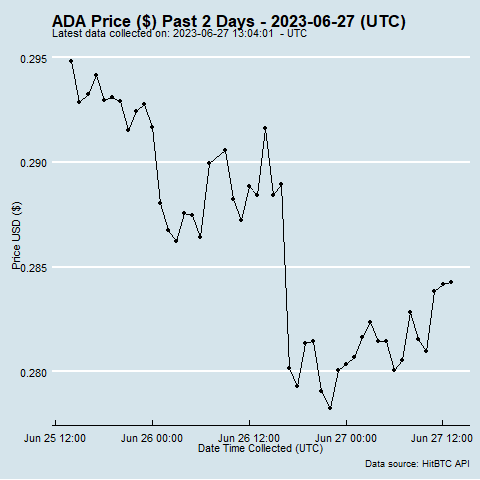 ADA Price ($) Past 2 Days - 2023-06-27 (UTC)
Latest data collected on: 2023-06-27 13:04:01 - UTC
0.295
0.290
0.285
0.280
Price USD ($)
Jun 25 12:00 Jun 26 00:00 Jun 26 12:00 Jun 27 00:00 Jun 27 12:00
Date Time Collected (UTC)
Data source: HitBTC API